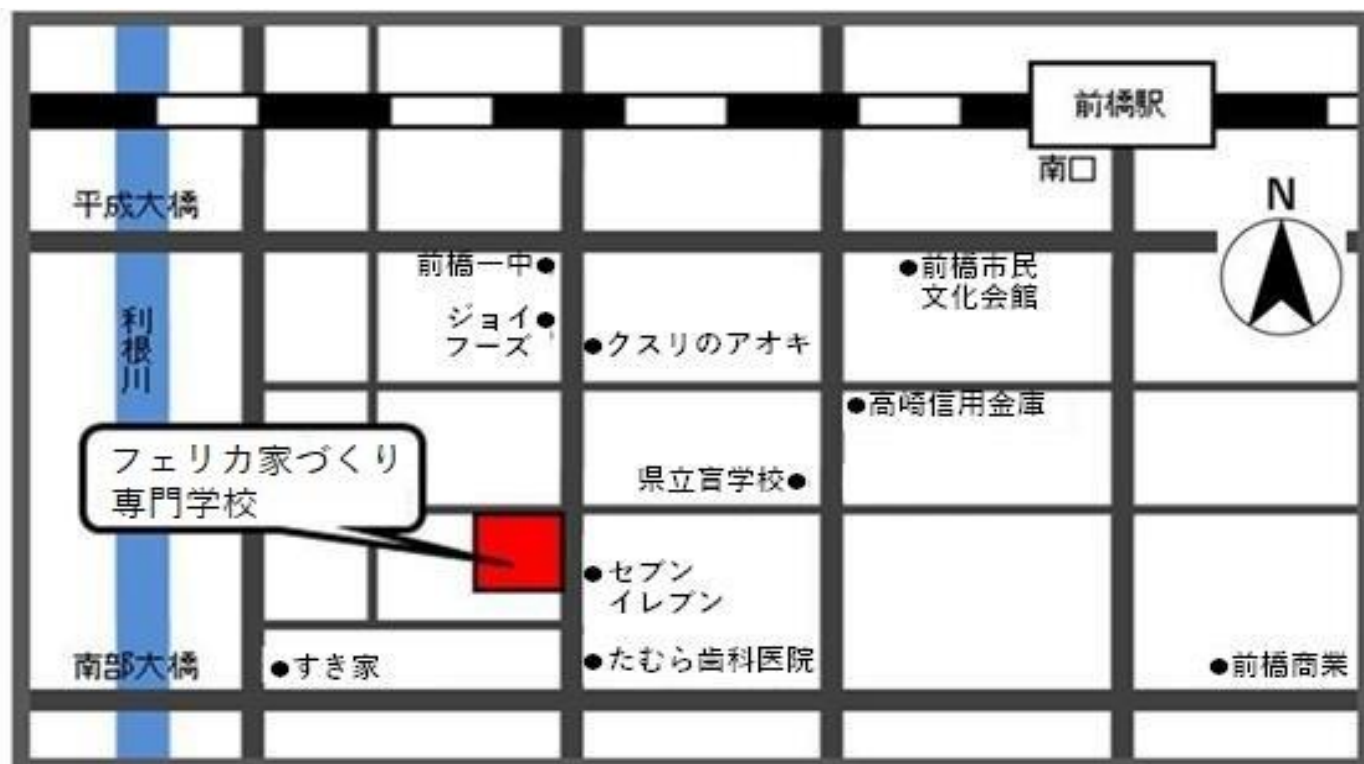 前橋駅
南口
N
平成大橋
前橋一中
前橋市民
文化会館
ジョイ
フーズ
クスリのアオキ
利根川
高崎信用金庫
フェリカ家づくり
専門学校
県立盲学校
セブン
イレブン
南部大橋
すき家
たむら歯科医院
前橋商業